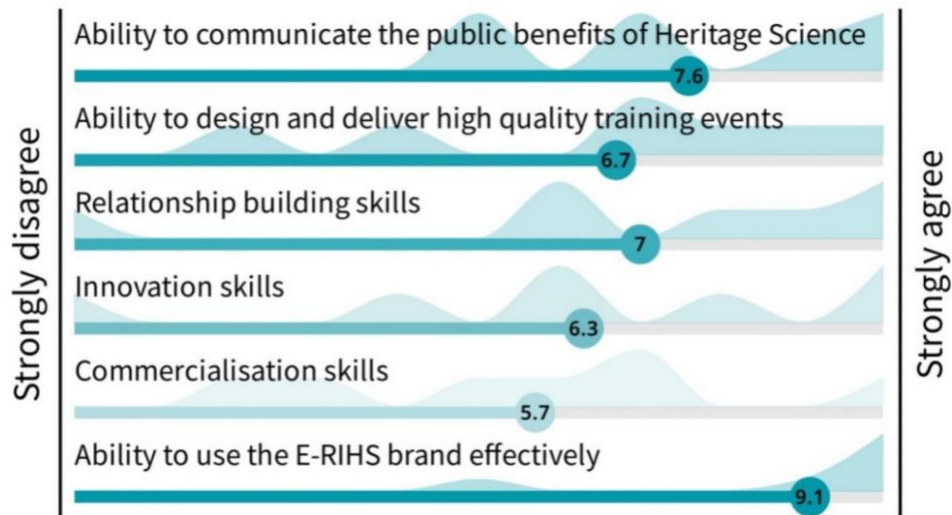 Strongly disagree
Ability to communicate the public benefits of Heritage Science
7.6
Ability to design and deliver high quality training events
6.7
Relationship building skills
7
Innovation skills
6.3
Commercialisation skills
5.7
Ability to use the E-RIHS brand effectively
9.1
Strongly agree